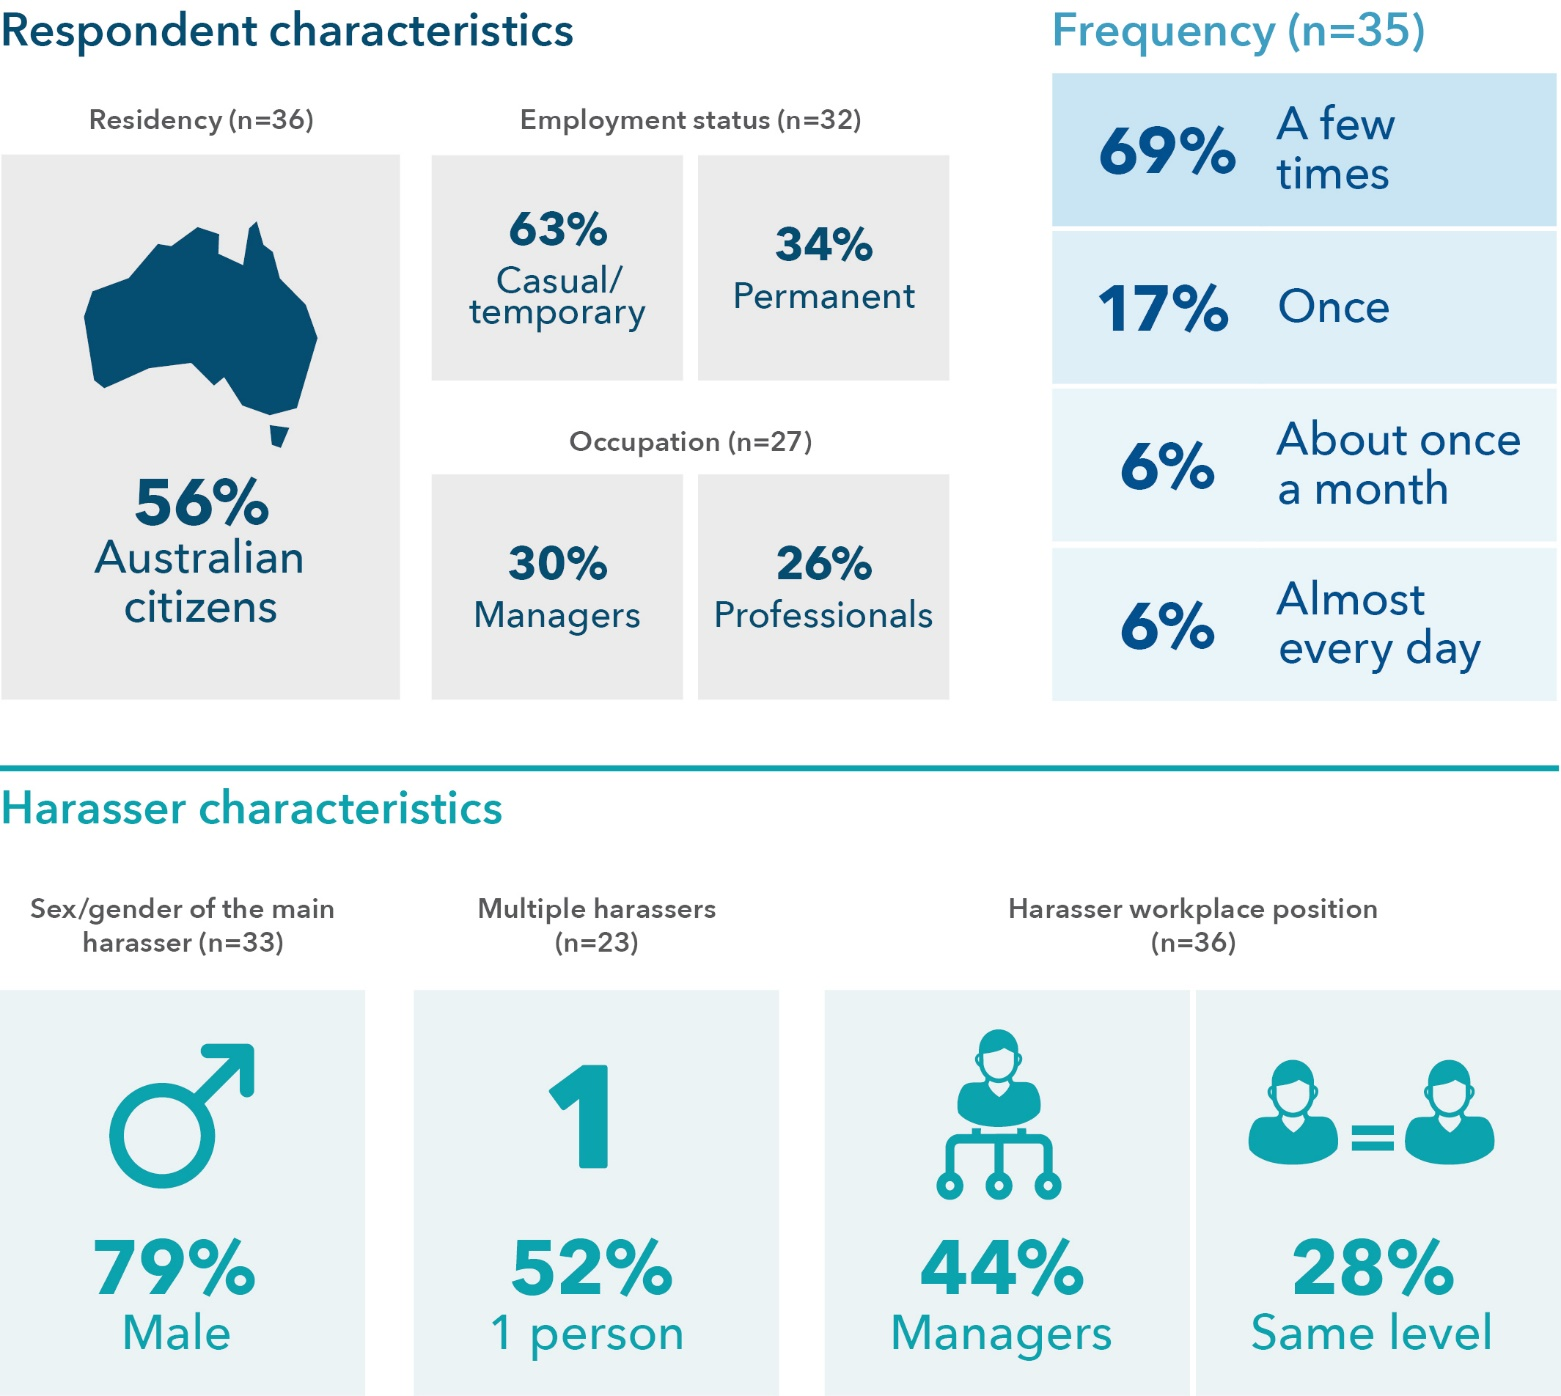 Respondent characteristics
Residency (n=36)
56%
Australian
citizens
Employment status (n=32)
63%
Casual/
temporary
34%
Permanent
Occupation (n=27)
30%
Managers
26%
Professionals
Frequency (n=35)
69%
A few
times
17%
Once
6%
About once
a month
6%
Almost
every day
Harasser characteristics
Sex/gender of the main
harasser (n=33)
79%
Male
Multiple harassers
(n=23)
1
52%
1 person
Harasser workplace position
(n=36)
44%
Managers
=
28%
Same level